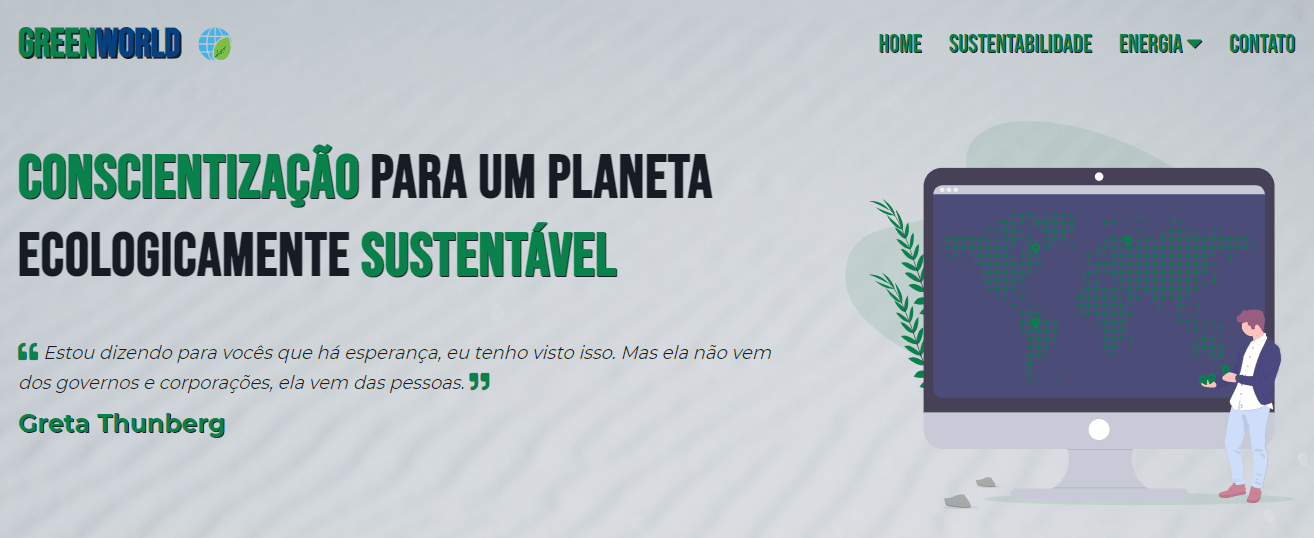 GREENWORLD
HOME SUSTENTABILIDADE ENERGIA CONTATO
CONSCIENTIZAÇÃO PARA UM PLANETA
ECOLOGICAMENTE SUSTENTÁVEL
❝ Estou dizendo para vocês que há esperança, eu tenho visto isso. Mas ela não vem
dos governos e corporações, ela vem das pessoas. ❞
Greta Thunberg